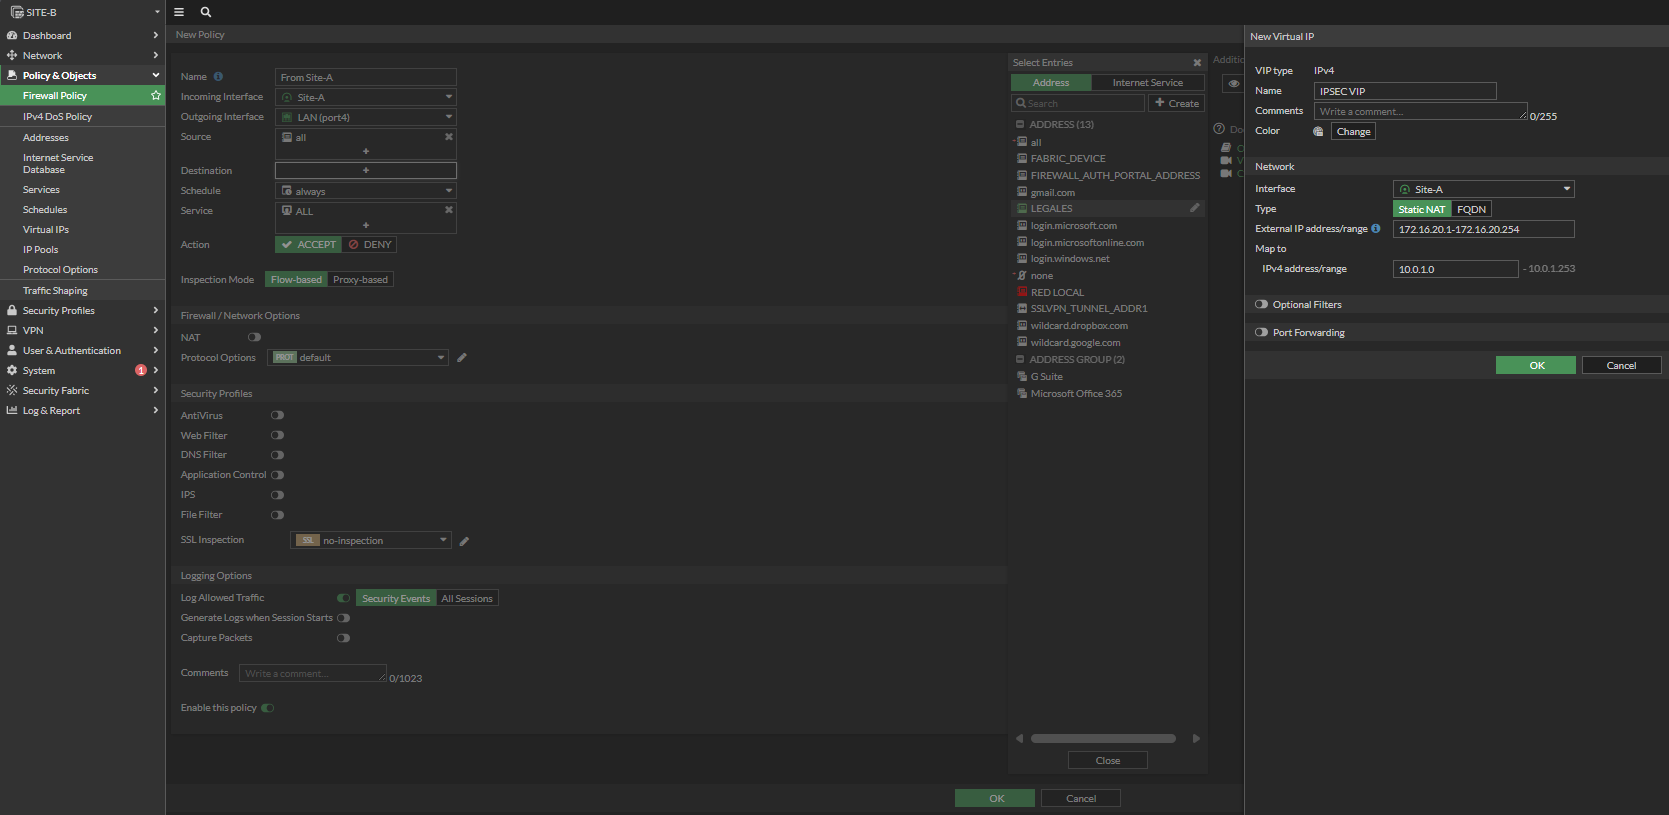 SITE-B
Dashboard
Network
Policy & Objects
Firewall Policy
IPv4 DoS Policy
Addresses
Internet Service
Database
Services
Schedules
Virtual IPs
IP Pools
Protocol Options
Traffic Shaping
Security Profiles
VPN
User & Authentication
System 1
Security Fabric
Log & Report
New Policy
Name From Site-A
Incoming Interface Site-A
Outgoing Interface LAN (port4)
Source all
+
Destination +
Schedule always
Service ALL
+
Action ACCEPT DENY
Inspection Mode Flow-based Proxy-based
Firewall / Network Options
NAT
Protocol Options PROT default
Security Profiles
AntiVirus
Web Filter
DNS Filter
Application Control
IPS
File Filter
SSL Inspection SSL no-inspection
Logging Options
Log Allowed Traffic Security Events All Sessions
Generate Logs when Session Starts
Capture Packets
Comments Write a comment... 0/1023
Enable this policy
OK Cancel
Select Entries
Address Internet Service
Search + Create
ADDRESS (13)
all
FABRIC_DEVICE
FIREWALL_AUTH_PORTAL_ADDRESS
gmail.com
LEGALES
login.microsoft.com
login.microsoftonline.com
login.windows.net
none
RED LOCAL
SSLVPN_TUNNEL_ADDR1
wildcard.dropbox.com
wildcard.google.com
ADDRESS GROUP (2)
G Suite
Microsoft Office 365
Close
Additio
Do
V
New Virtual IP
VIP type IPv4
Name IPSEC VIP
Comments Write a comment... 0/255
Color Change
Network
Interface Site-A
Type Static NAT FQDN
External IP address/range 172.16.20.1-172.16.20.254
Map to
IPv4 address/range 10.0.1.0 - 10.0.1.253
Optional Filters
Port Forwarding
OK Cancel